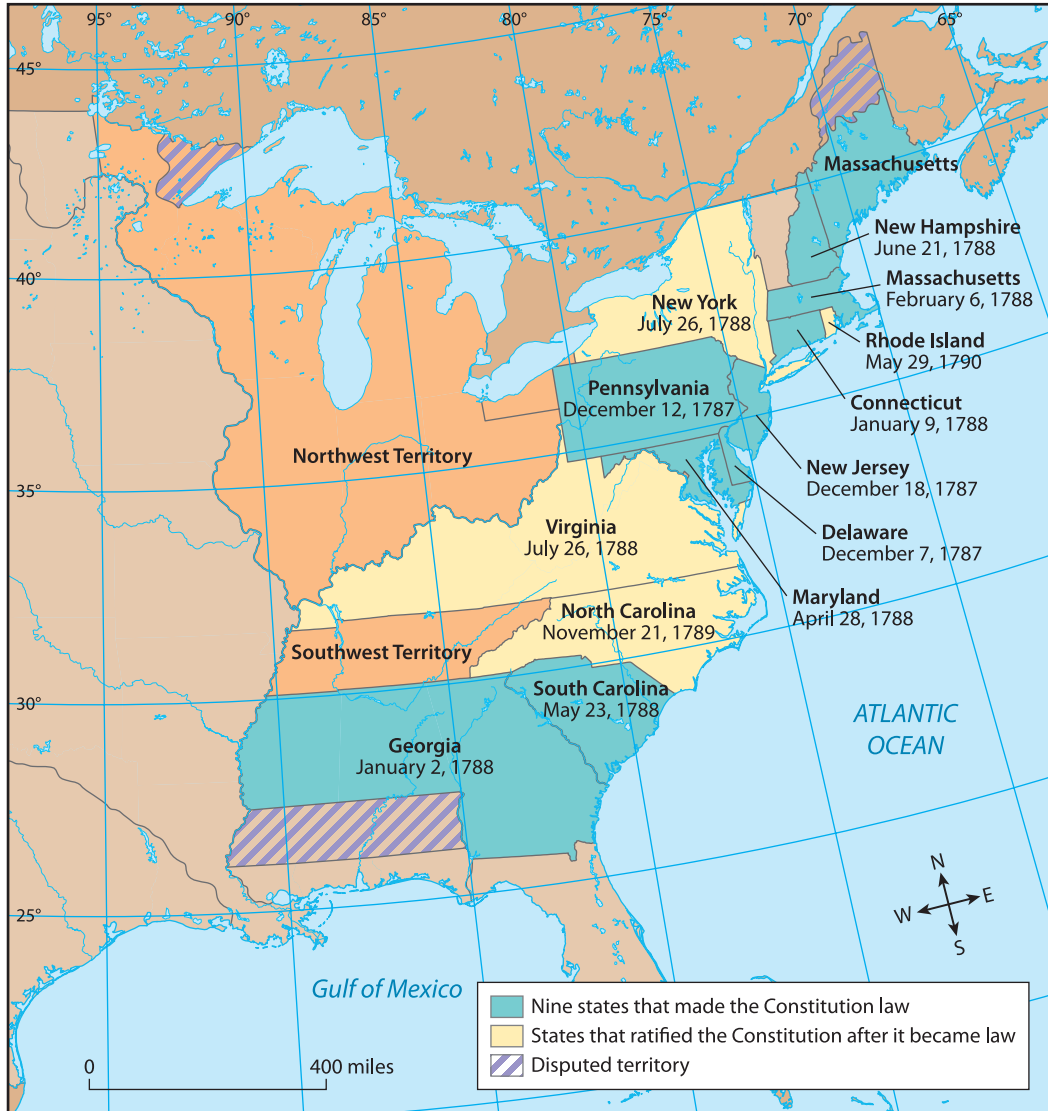 95°
90°
85°
80°
75°
70°
65°
45°
40°
35°
30°
25°
Massachusetts
New Hampshire
June 21, 1788
Massachusetts
February 6, 1788
New York
July 26, 1788
Rhode Island
May 29, 1790
Pennsylvania
December 12, 1787
Connecticut
January 9, 1788
Northwest Territory
New Jersey
December 18, 1787
Virginia
July 26, 1788
Delaware
December 7, 1787
Maryland
April 28, 1788
North Carolina
November 21, 1789
Southwest Territory
South Carolina
May 23, 1788
Georgia
January 2, 1788
ATLANTIC
OCEAN
N
W
E
S
Gulf of Mexico
Nine states that made the Constitution law
States that ratified the Constitution after it became law
Disputed territory
0
400 miles